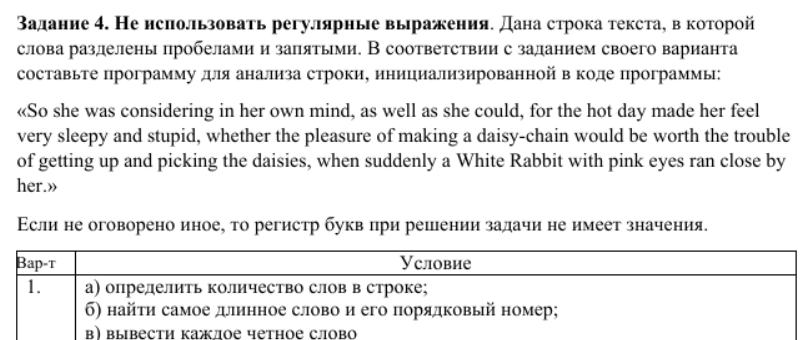 Задание 4. Не использовать регулярные выражения. Дана строка текста, в которой
слова разделены пробелами и запятыми. В соответствии с заданием своего варианта
составьте программу для анализа строки, инициализированной в коде программы:
«So she was considering in her own mind, as well as she could, for the hot day made her feel
very sleepy and stupid, whether the pleasure of making a daisy-chain would be worth the trouble
of getting up and picking the daisies, when suddenly a White Rabbit with pink eyes ran close by
her.»
Если не оговорено иное, то регистр букв при решении задачи не имеет значения.
Вар-т Условие
1. а) определить количество слов в строке;
б) найти самое длинное слово и его порядковый номер;
в) вывести каждое четное слово